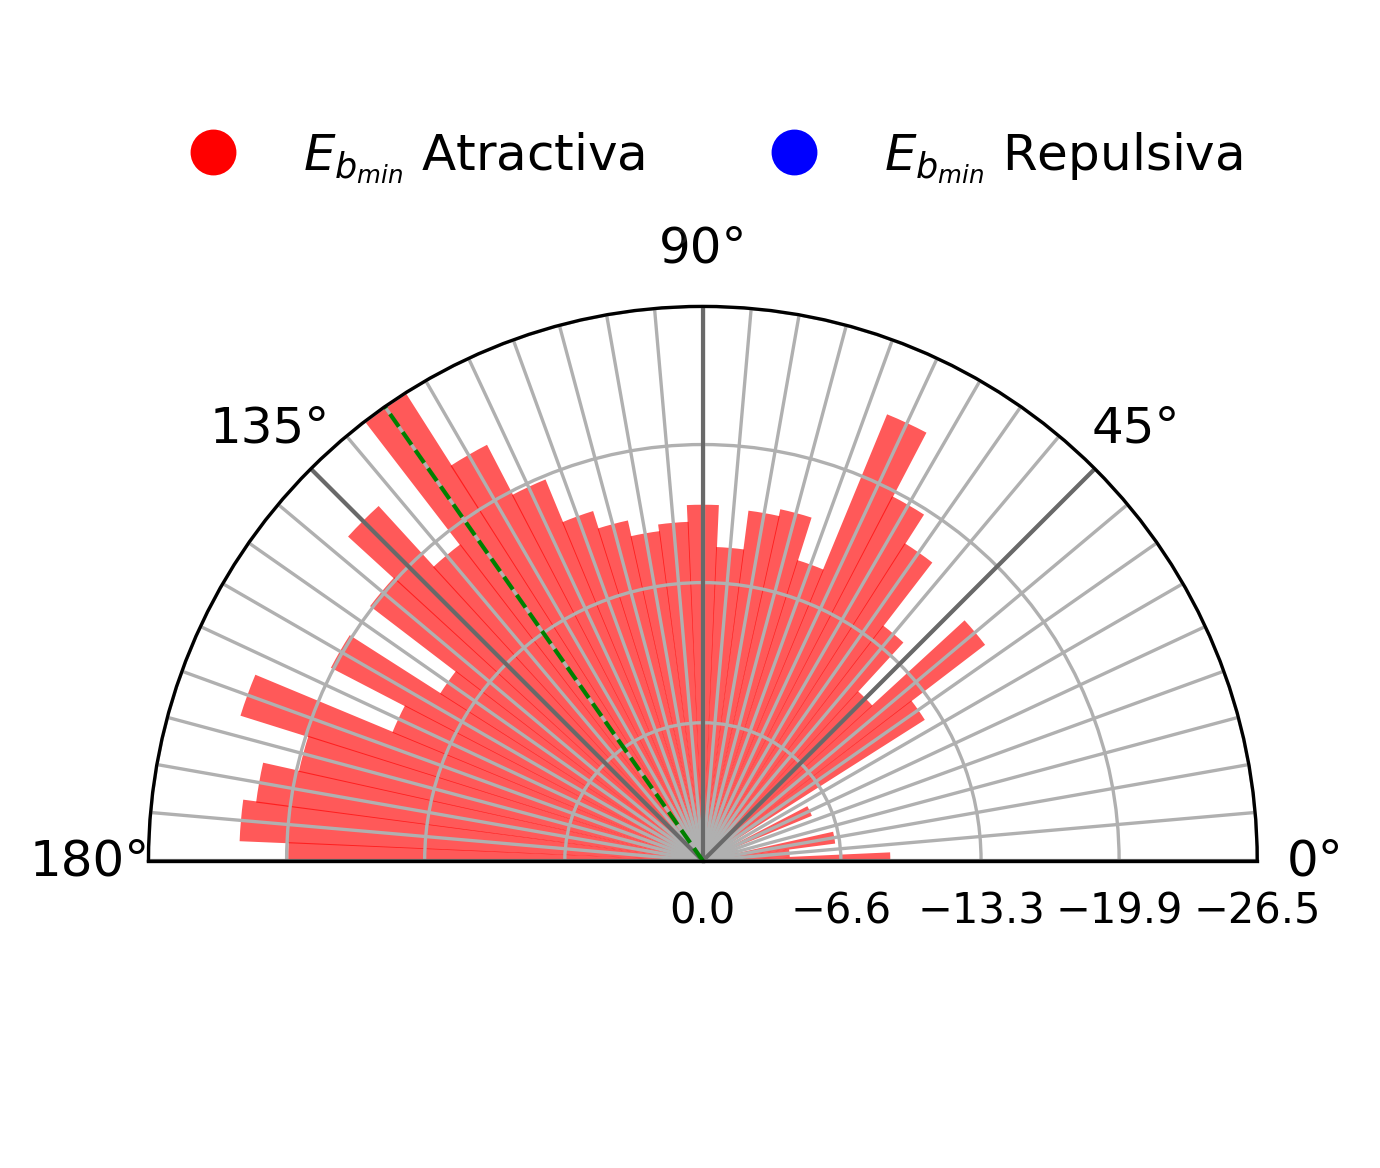 E_{b_{min}} Atractiva E_{b_{min}} Repulsiva
90°
135° 45°
180° 0°
0.0 −6.6 −13.3 −19.9 −26.5